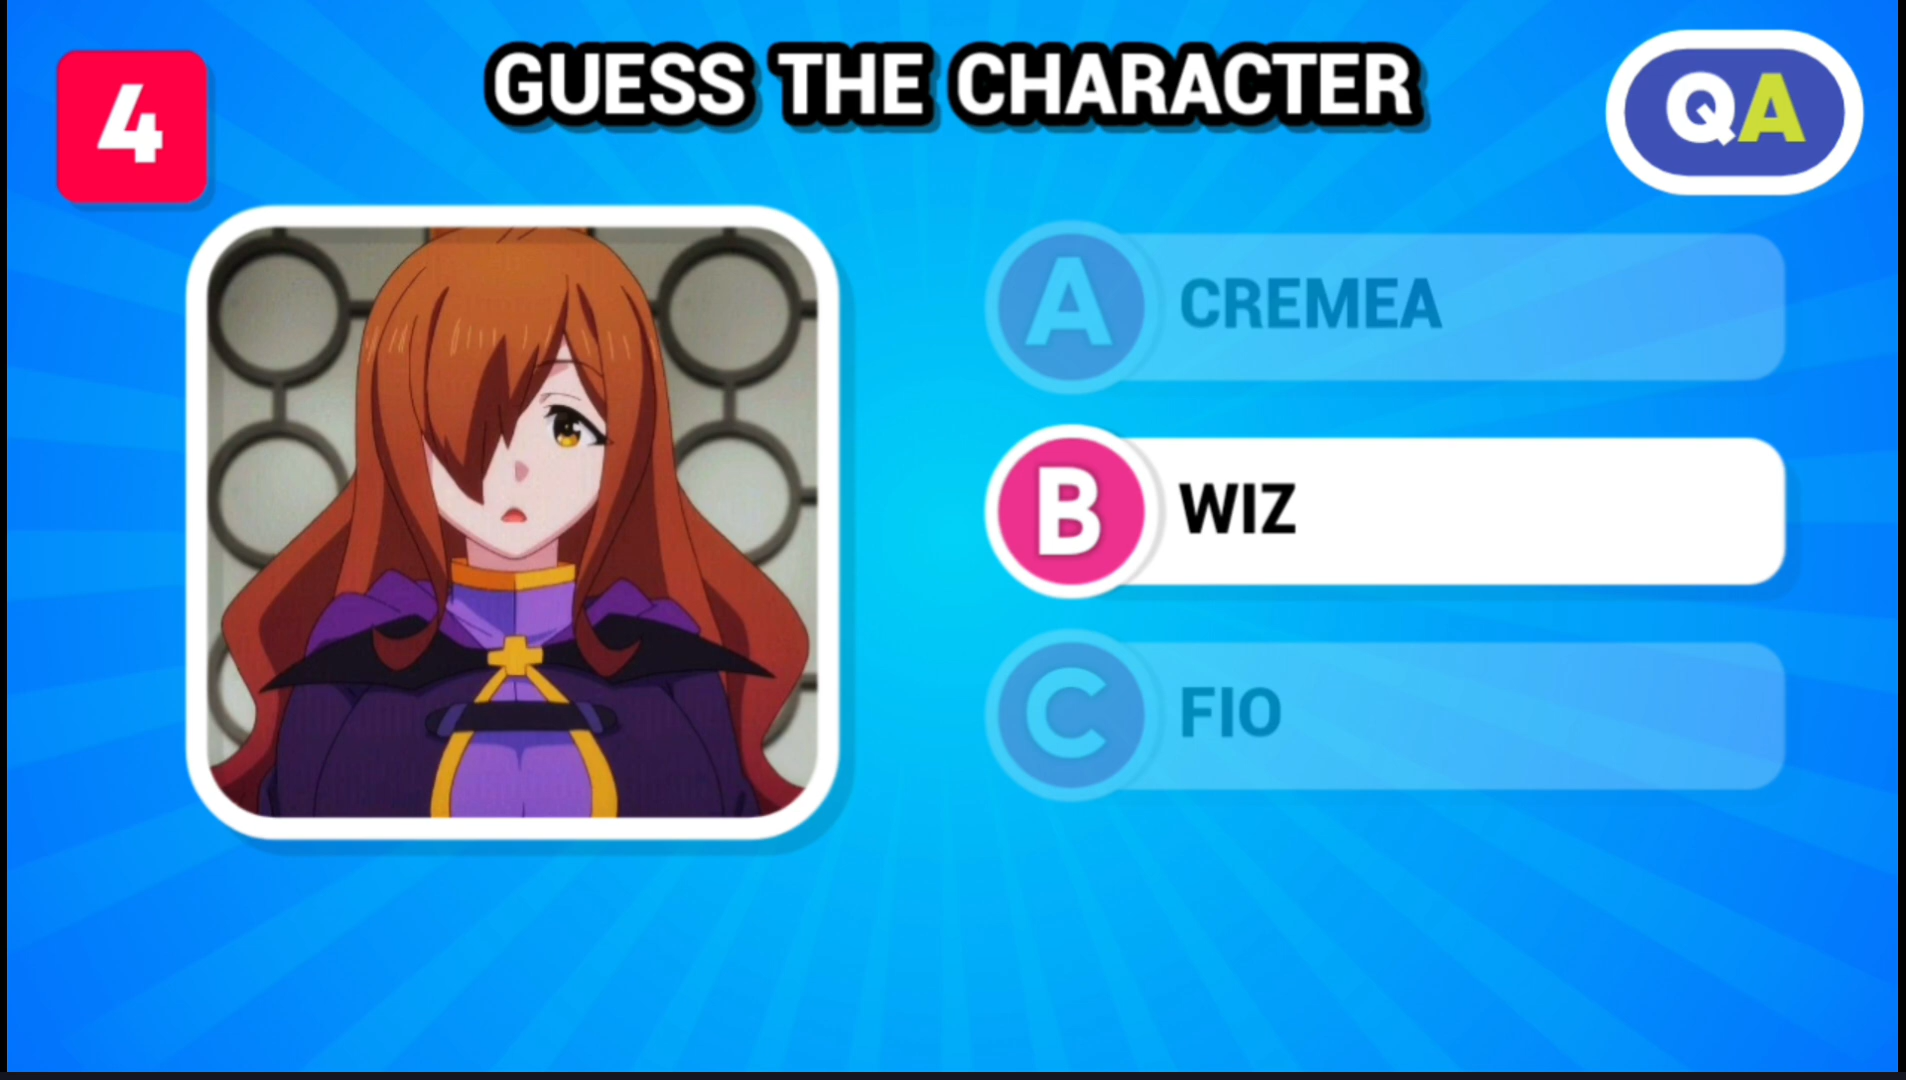 4
GUESS THE CHARACTER
QA
A CREMEA
B WIZ
C FIO